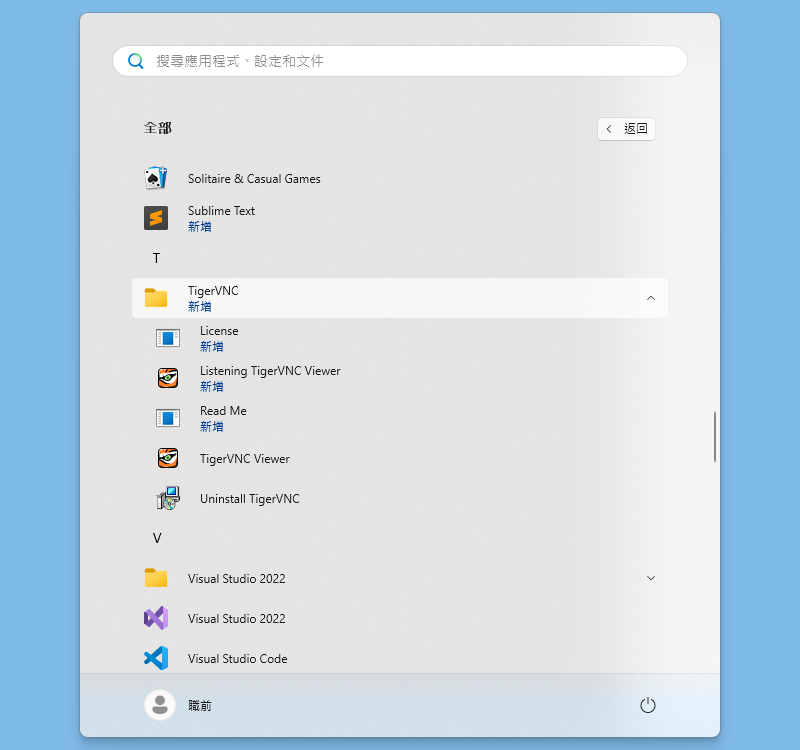 搜尋應用程式、設定和文件
全部
返回
Solitaire & Casual Games
Sublime Text
新增
T
TigerVNC
新增
License
新增
Listening TigerVNC Viewer
新增
Read Me
新增
TigerVNC Viewer
Uninstall TigerVNC
V
Visual Studio 2022
Visual Studio 2022
Visual Studio Code
職前